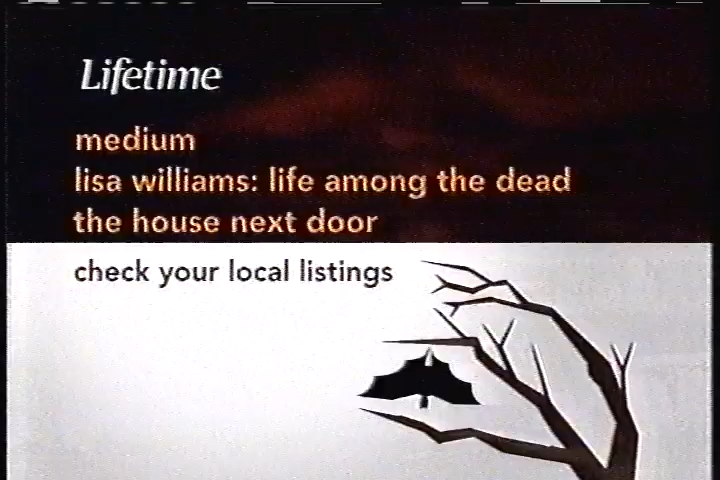 Lifetime
medium
lisa williams: life among the dead
the house next door
check your local listings